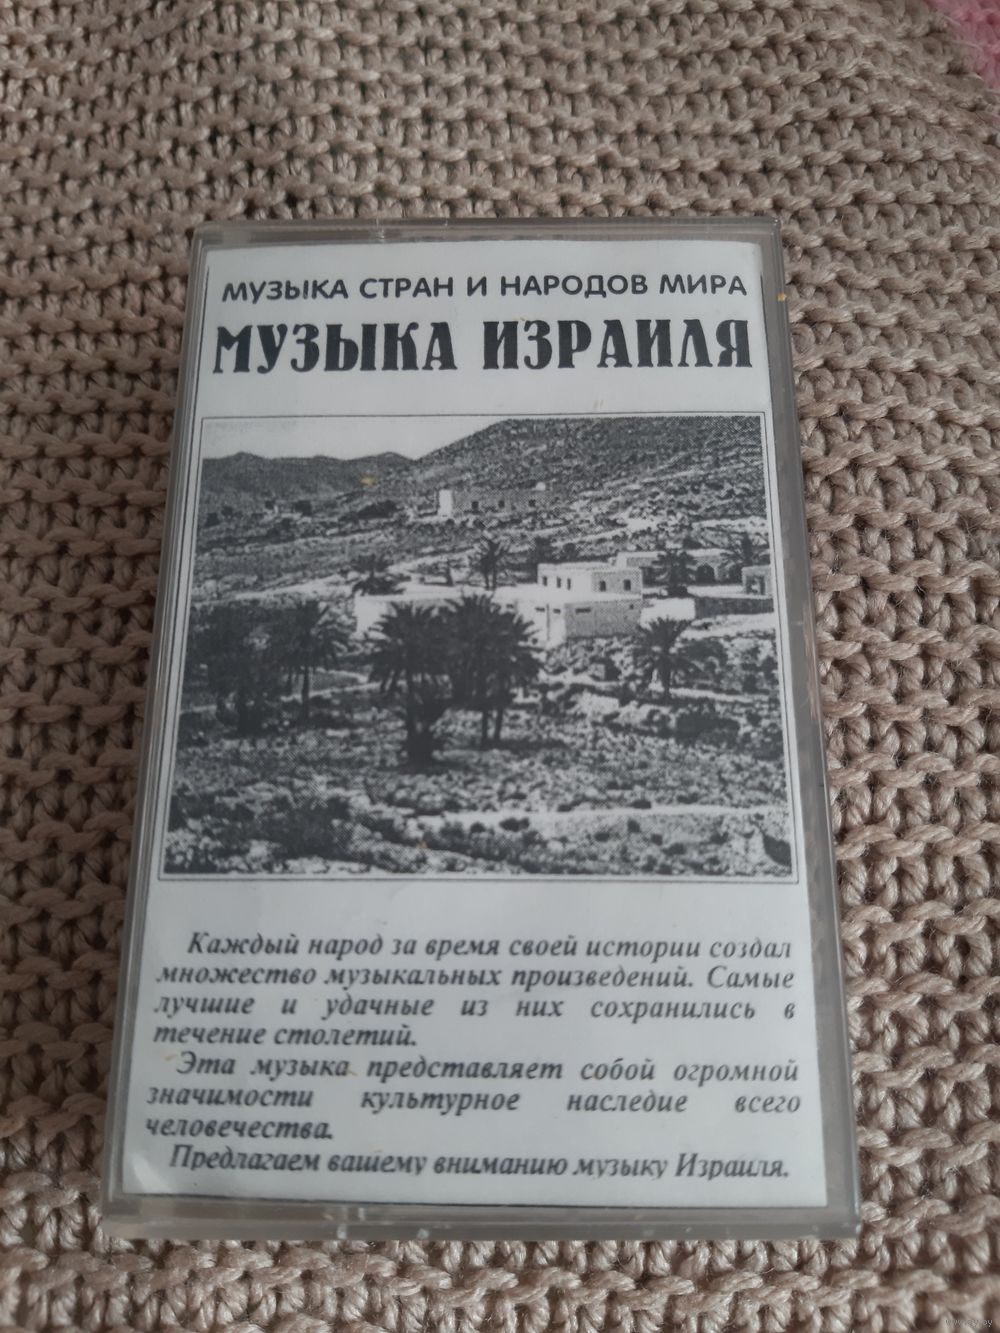 МУЗЫКА СТРАН И НАРОДОВ МИРА
МУЗЫКА ИЗРАИЛЯ
Каждый народ за время своей истории создал
множество музыкальных произведений. Самые
лучшие и удачные из них сохранились в
течение столетий.
Эта музыка представляет собой огромной
значимости культурное наследие всего
человечества.
Предлагаем вашему вниманию музыку Израиля.